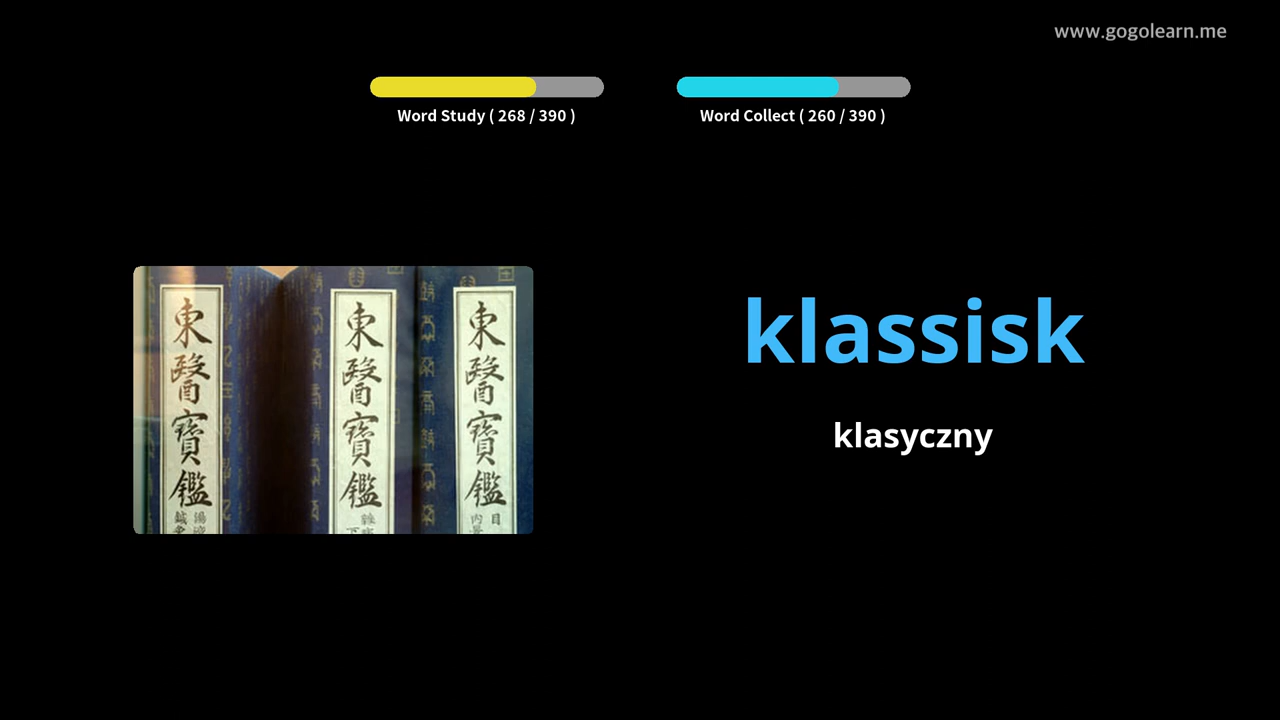 www.gogolearn.me
Word Study ( 268 / 390 )
Word Collect ( 260 / 390 )
東醫寶鑑
東醫寶鑑
東醫寶鑑
klassisk
klasyczny